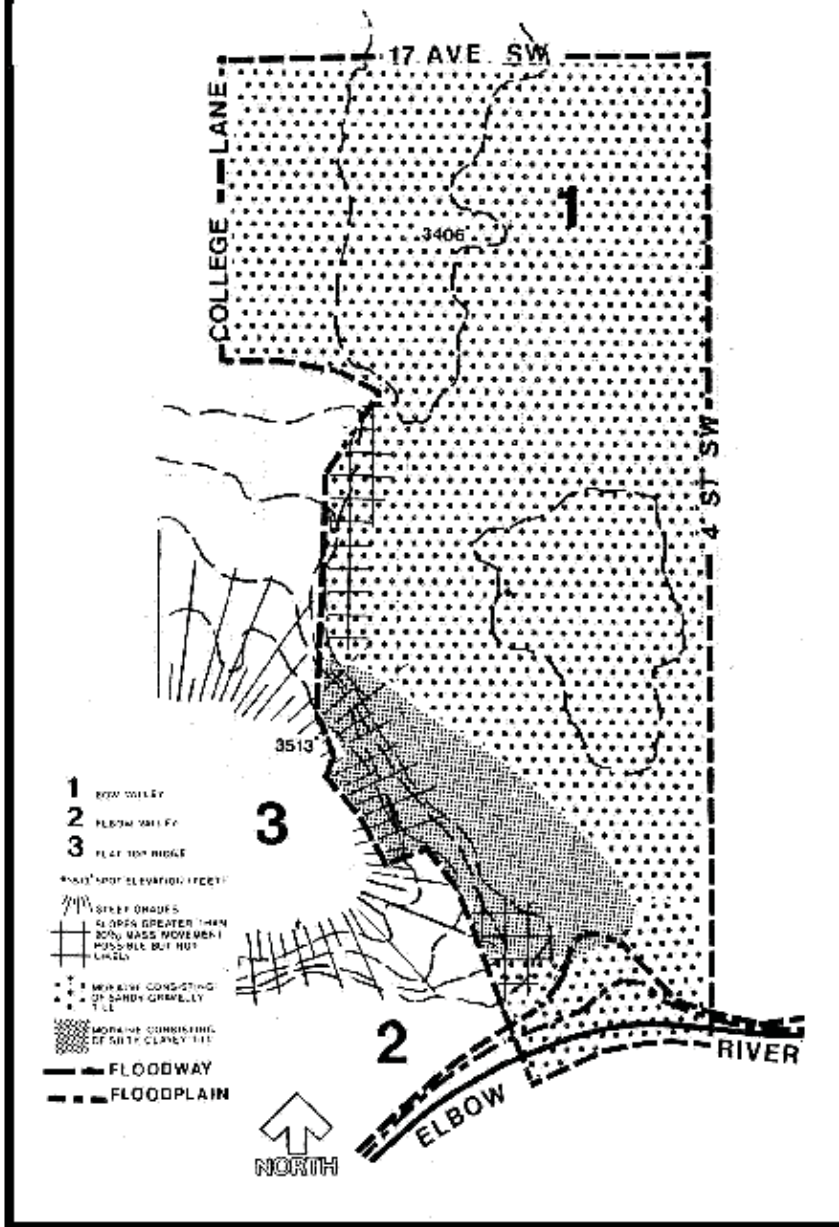 17 AVE SW
COLLEGE LANE
1
3406
4 ST SW
3513
3
1 BOW VALLEY
2 ELBOW VALLEY
3 FLAT TOP RIDGE
SPOT ELEVATION
STEEP GRADES
SLOPES GREATER THAN
20% MASS MOVEMENT
POSSIBLE BUT NOT
LIKELY
MORAINE CONSISTING
OF SANDY GRAVELLY
TILL
MORAINE CONSISTING
OF SILTY CLAYEY TILL
FLOODWAY
FLOODPLAIN
2
NORTH
ELBOW RIVER